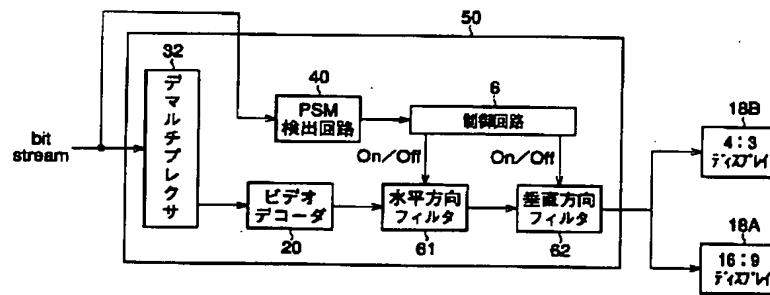 50
32
デマルチプレクサ
40
PSM
検出回路
6
制御回路
18B
4：3
ディスプレイ
bit
stream
On／Off
On／Off
ビデオ
デコーダ
20
水平方向
フィルタ
61
垂直方向
フィルタ
62
18A
16：9
ディスプレイ